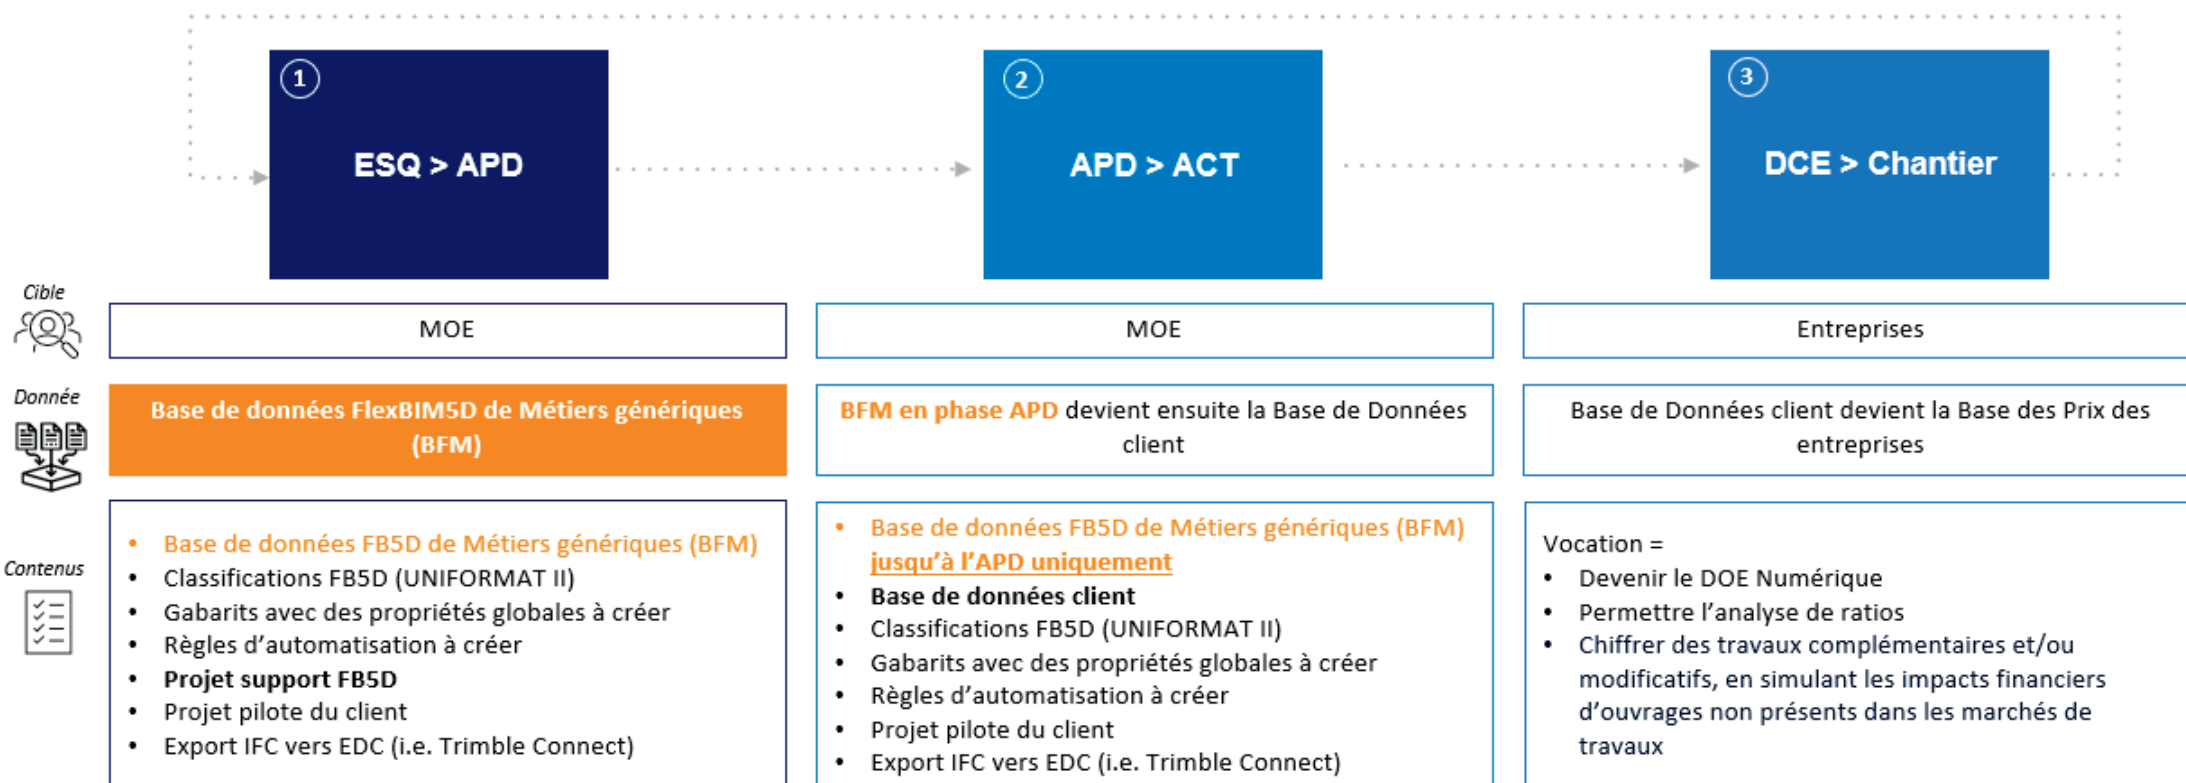 1
ESQ > APD
2
APD > ACT
3
DCE > Chantier
Cible
MOE
MOE
Entreprises
Donnée
Base de données FlexBIM5D de Métiers génériques
(BFM)
BFM en phase APD devient ensuite la Base de Données
client
Base de Données client devient la Base des Prix des
entreprises
Contenus
• Base de données FB5D de Métiers génériques (BFM)
• Classifications FB5D (UNIFORMAT II)
• Gabarits avec des propriétés globales à créer
• Règles d'automatisation à créer
• Projet support FB5D
• Projet pilote du client
• Export IFC vers EDC (i.e. Trimble Connect)
• Base de données FB5D de Métiers génériques (BFM)
jusqu'à l'APD uniquement
• Base de données client
• Classifications FB5D (UNIFORMAT II)
• Gabarits avec des propriétés globales à créer
• Règles d'automatisation à créer
• Projet pilote du client
• Export IFC vers EDC (i.e. Trimble Connect)
Vocation =
• Devenir le DOE Numérique
• Permettre l'analyse de ratios
• Chiffrer des travaux complémentaires et/ou
modificatifs, en simulant les impacts financiers
d'ouvrages non présents dans les marchés de
travaux